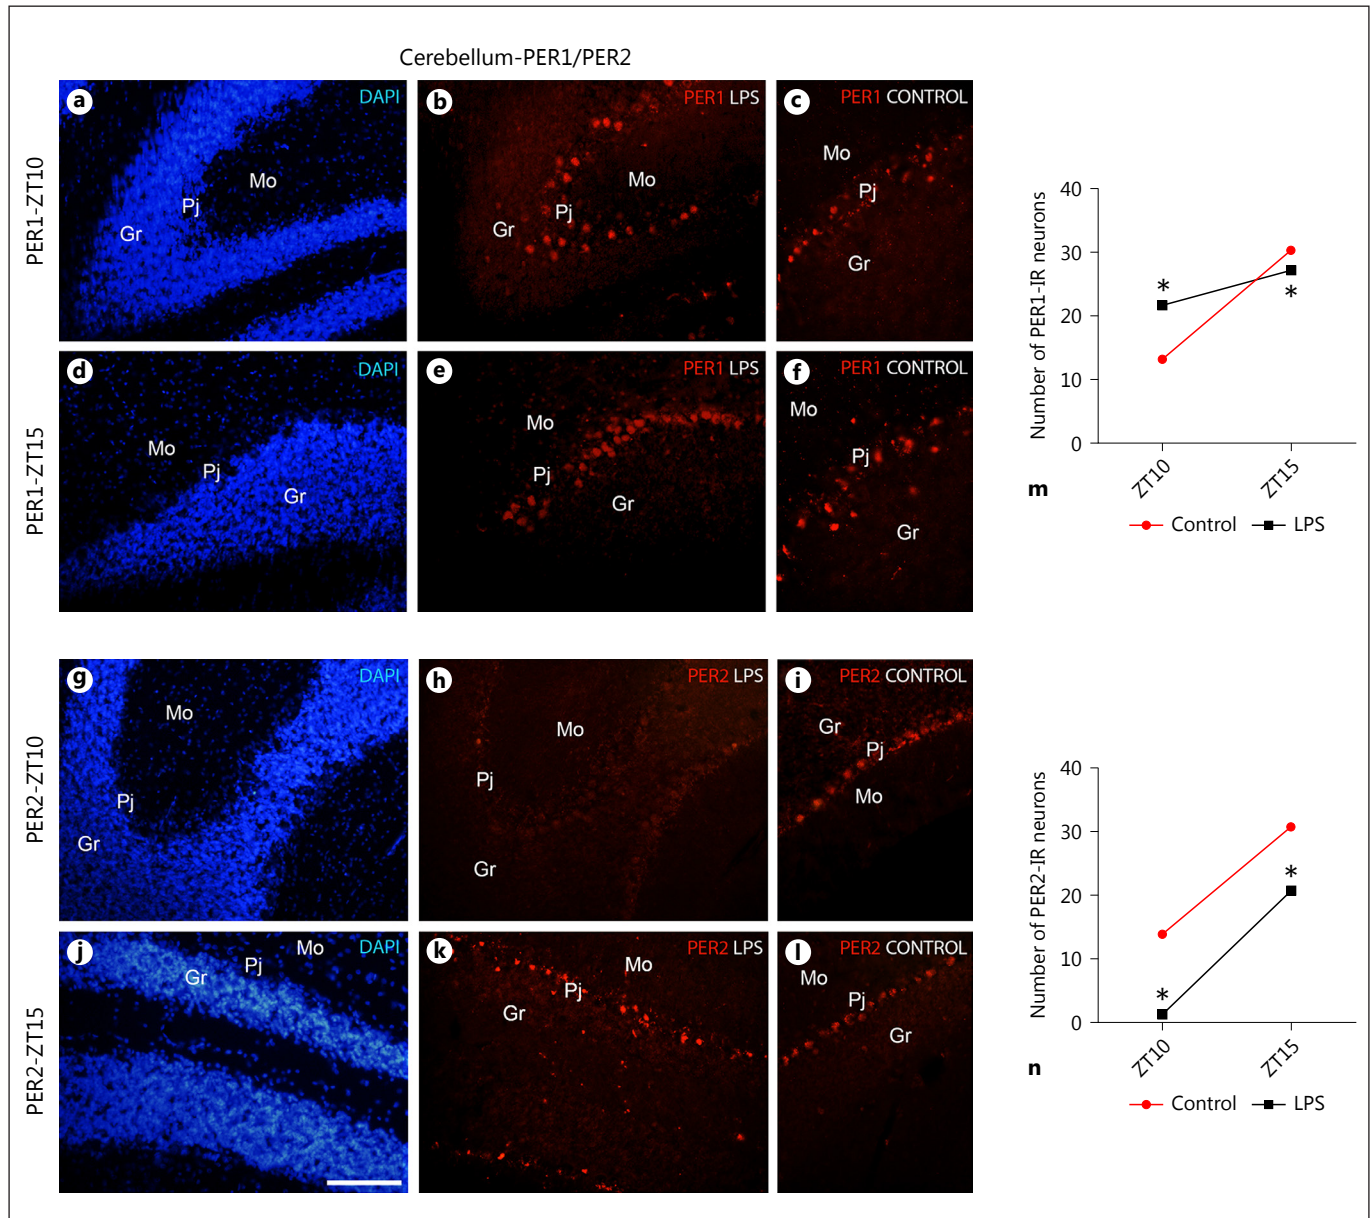 Cerebellum-PER1/PER2
PER1-ZT10
a DAPI
Mo
Pj
Gr
b PER1 LPS
Mo
Pj
Gr
c PER1 CONTROL
Mo
Pj
Gr
PER1-ZT15
d DAPI
Mo
Pj
Gr
e PER1 LPS
Mo
Pj
Gr
f PER1 CONTROL
Mo
Pj
Gr
Number of PER1-IR neurons
40
30
20
10
0
*
*
ZT10 ZT15
m
Control LPS
PER2-ZT10
g DAPI
Mo
Pj
Gr
h PER2 LPS
Mo
Pj
Gr
i PER2 CONTROL
Gr
Pj
Mo
PER2-ZT15
j DAPI
Mo
Pj
Gr
k PER2 LPS
Mo
Pj
Gr
l PER2 CONTROL
Mo
Pj
Gr
Number of PER2-IR neurons
40
30
20
10
0
*
*
ZT10 ZT15
n
Control LPS